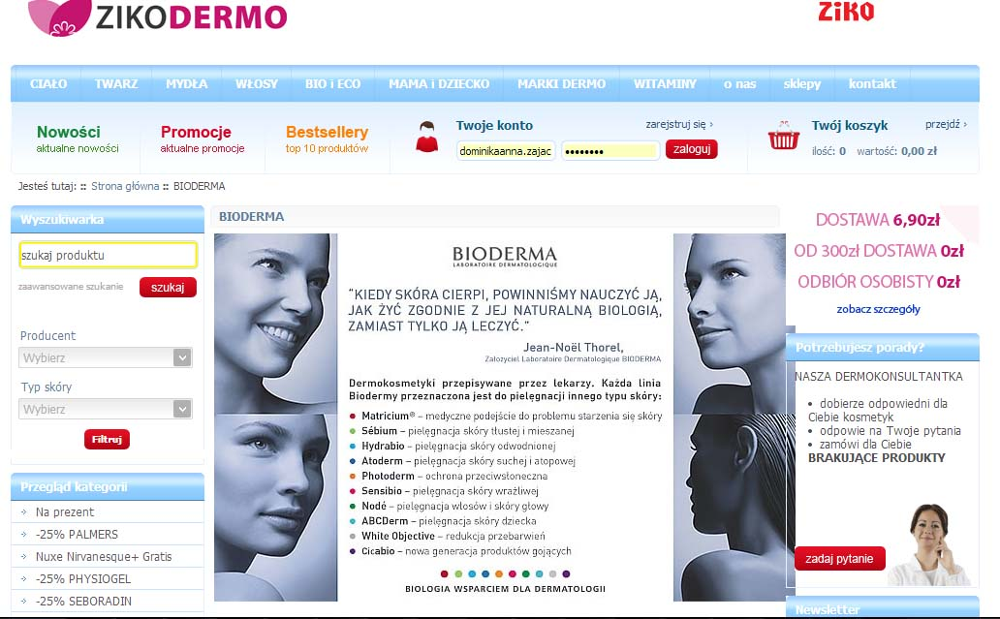 ZIKODERMO
ZiKO
CIAŁO TWARZ MYDŁA WŁOSY BIO i ECO MAMA i DZIECKO MARKI DERMO WITAMINY o nas sklepy kontakt
Nowości
aktualne nowości
Promocje
aktualne promocje
Bestsellery
top 10 produktów
Twoje konto
zarejstruj się ›
dominikaanna.zajac
••••••••
zaloguj
Twój koszyk
przejdź ›
ilość: 0 wartość: 0,00 zł
Jesteś tutaj: :: Strona główna :: BIODERMA
Wyszukiwarka
szukaj produktu
zaawansowane szukanie
szukaj
Producent
Wybierz
Typ skóry
Wybierz
Filtruj
Przegląd kategorii
Na prezent
-25% PALMERS
Nuxe Nirvanesque+ Gratis
-25% PHYSIOGEL
-25% SEBORADIN
BIODERMA
BIODERMA
LABORATOIRE DERMATOLOGIQUE
“KIEDY SKÓRA CIERPI, POWINNIŚMY NAUCZYĆ JĄ,
JAK ŻYĆ ZGODNIE Z JEJ NATURALNĄ BIOLOGIĄ,
ZAMIAST TYLKO JĄ LECZYĆ.”
Jean-Noël Thorel,
Założyciel Laboratoire Dermatologique BIODERMA
Dermokosmetyki przepisywane przez lekarzy. Każda linia
Biodermy przeznaczona jest do pielęgnacji innego typu skóry:
Matricium® – medyczne podejście do problemu starzenia się skóry
Sébium – pielęgnacja skóry tłustej i mieszanej
Hydrabio – pielęgnacja skóry odwodnionej
Atoderm – pielęgnacja skóry suchej i atopowej
Photoderm – ochrona przeciwsłoneczna
Sensibio – pielęgnacja skóry wrażliwej
Nodé – pielęgnacja włosów i skóry głowy
ABCDerm – pielęgnacja skóry dziecka
White Objective – redukcja przebarwień
Cicabio – nowa generacja produktów gojących
BIOLOGIA WSPARCIEM DLA DERMATOLOGII
DOSTAWA 6,90zł
OD 300zł DOSTAWA 0zł
ODBIÓR OSOBISTY 0zł
zobacz szczegóły
Potrzebujesz porady?
NASZA DERMOKONSULTANTKA
• dobierze odpowiedni dla
Ciebie kosmetyk
• odpowie na Twoje pytania
• zamówi dla Ciebie
BRAKUJĄCE PRODUKTY
zadaj pytanie
Newsletter